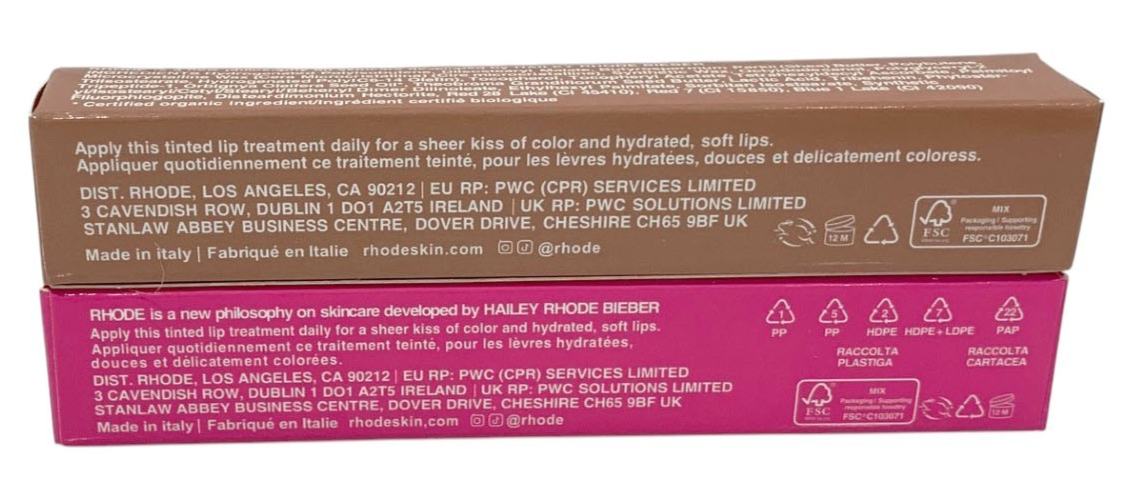 * Certified organic ingredient/Ingrédient certifié biologique
Apply this tinted lip treatment daily for a sheer kiss of color and hydrated, soft lips.
Appliquer quotidiennement ce traitement teinté, pour les lèvres hydratées, douces et delicatement coloress.
DIST. RHODE, LOS ANGELES, CA 90212 | EU RP: PWC (CPR) SERVICES LIMITED
3 CAVENDISH ROW, DUBLIN 1 DO1 A2T5 IRELAND | UK RP: PWC SOLUTIONS LIMITED
STANLAW ABBEY BUSINESS CENTRE, DOVER DRIVE, CHESHIRE CH65 9BF UK
Made in italy | Fabriqué en Italie rhodeskin.com @rhode
12 M
FSC
MIX
Packaging | Supporting
responsible forestry
FSC® C103071
RHODE is a new philosophy on skincare developed by HAILEY RHODE BIEBER
Apply this tinted lip treatment daily for a sheer kiss of color and hydrated, soft lips.
Appliquer quotidiennement ce traitement teinté, pour les lèvres hydratées,
douces et délicatement colorées.
DIST. RHODE, LOS ANGELES, CA 90212 | EU RP: PWC (CPR) SERVICES LIMITED
3 CAVENDISH ROW, DUBLIN 1 DO1 A2T5 IRELAND | UK RP: PWC SOLUTIONS LIMITED
STANLAW ABBEY BUSINESS CENTRE, DOVER DRIVE, CHESHIRE CH65 9BF UK
Made in italy | Fabriqué en Italie rhodeskin,com @rhode
1 5 2 7 22
PP PP HDPE HDPE+LDPE PAP
RACCOLTA RACCOLTA
PLASTIGA CARTACEA
FSC
MIX
Packaging | Supporting
responsible forestry
FSC® C103071
12 M